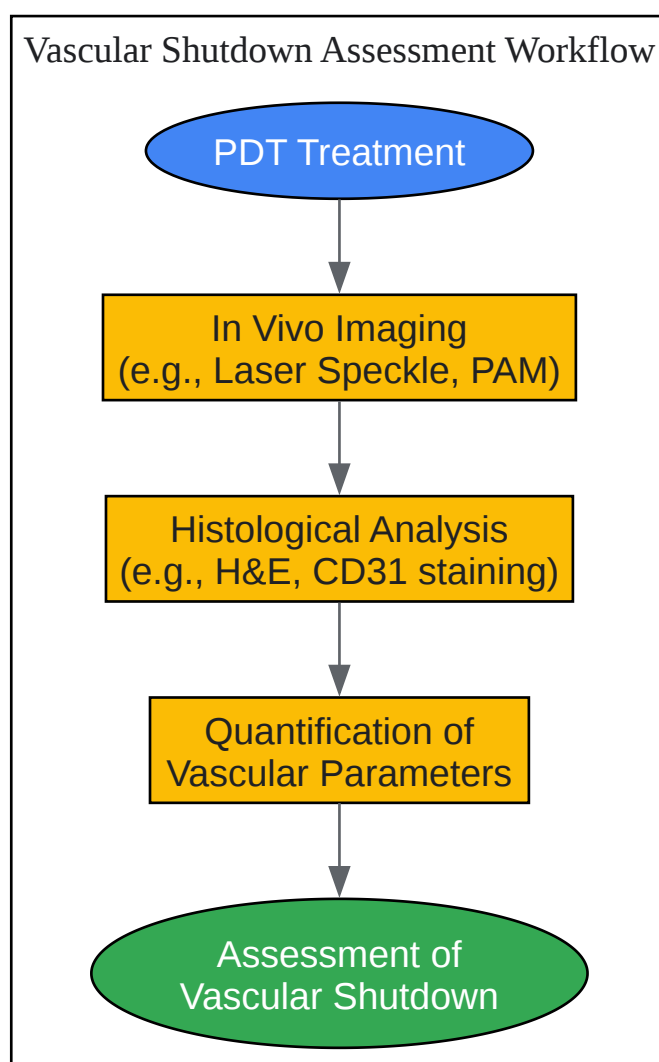 Vascular Shutdown Assessment Workflow
PDT Treatment
In Vivo Imaging
(e.g., Laser Speckle, PAM)
Histological Analysis
(e.g., H&E, CD31 staining)
Quantification of
Vascular Parameters
Assessment of
Vascular Shutdown